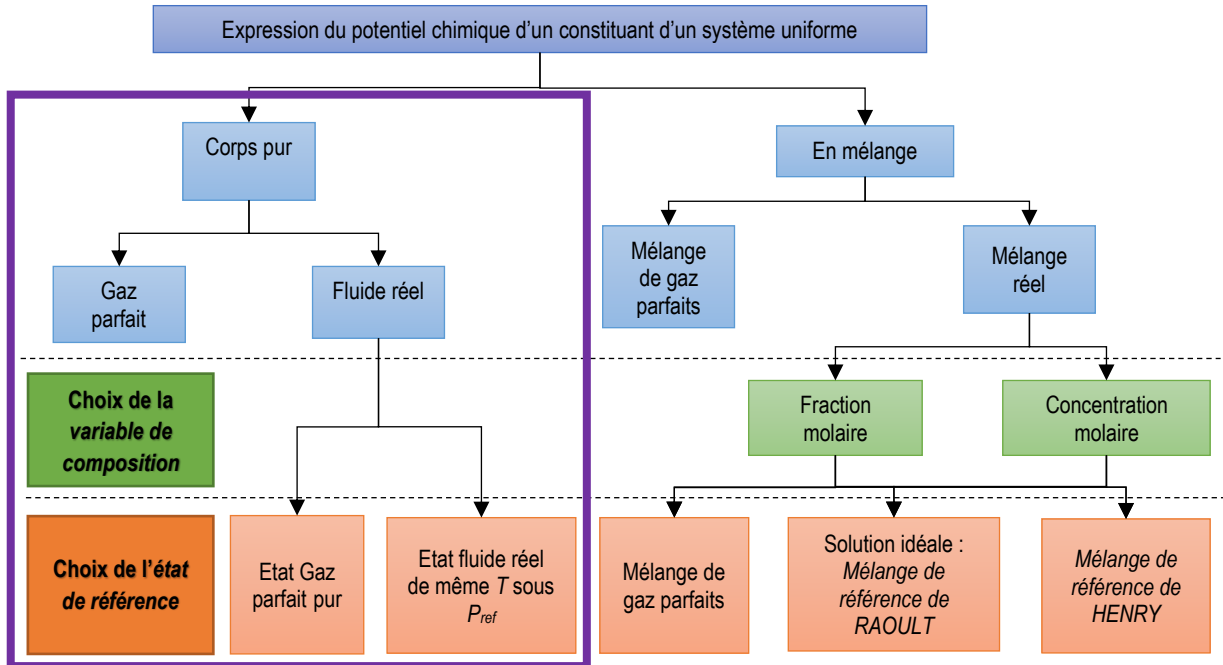 Expression du potentiel chimique d’un constituant d’un système uniforme
Corps pur
En mélange
Gaz
parfait
Fluide réel
Mélange
de gaz
parfaits
Mélange
réel
Choix de la
variable de
composition
Fraction
molaire
Concentration
molaire
Choix de l’état
de référence
Etat Gaz
parfait pur
Etat fluide réel
de même T sous
Pref
Mélange de
gaz parfaits
Solution idéale :
Mélange de
référence de
RAOULT
Mélange de
référence de
HENRY